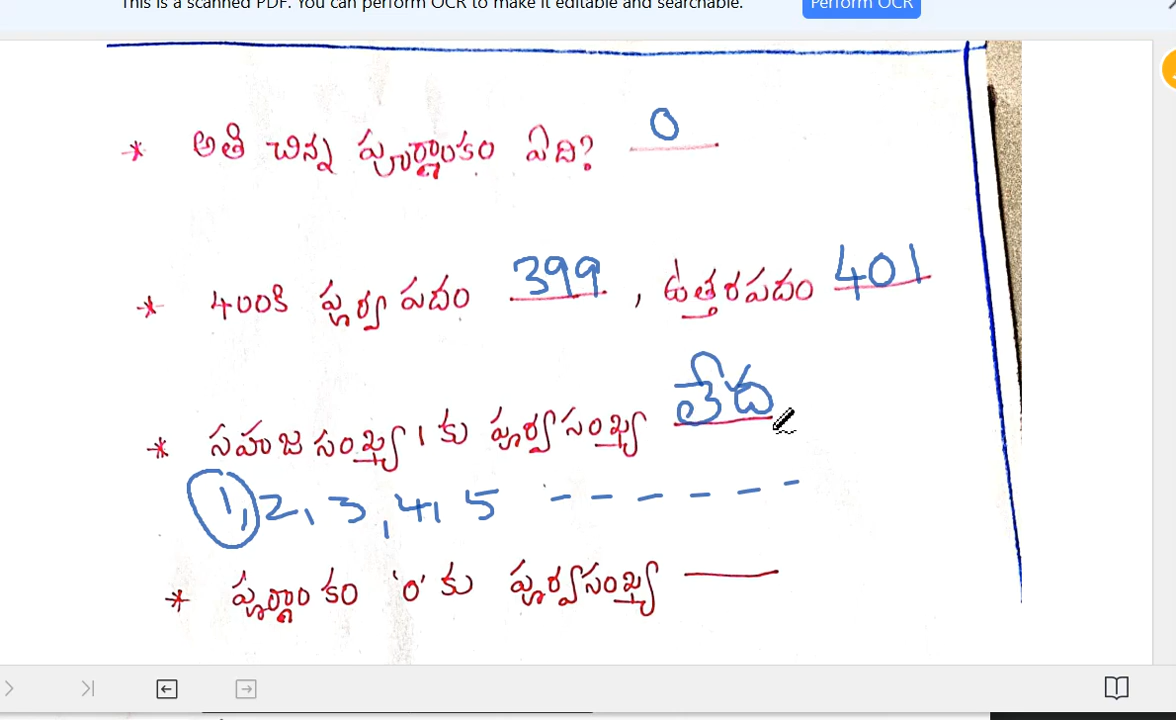 This is a scanned PDF. You can perform OCR to make it editable and searchable. Perform OCR
* అతి చిన్న పూర్ణాంకం ఏది? 0
* 400కి పూర్వ పదం 399, ఉత్తరపదం 401
* సహజ సంఖ్య 1 కు పూర్వసంఖ్య లేదు
1, 2, 3, 4, 5 - - - - - -
* పూర్ణాంకం '0' కు పూర్వసంఖ్య ——